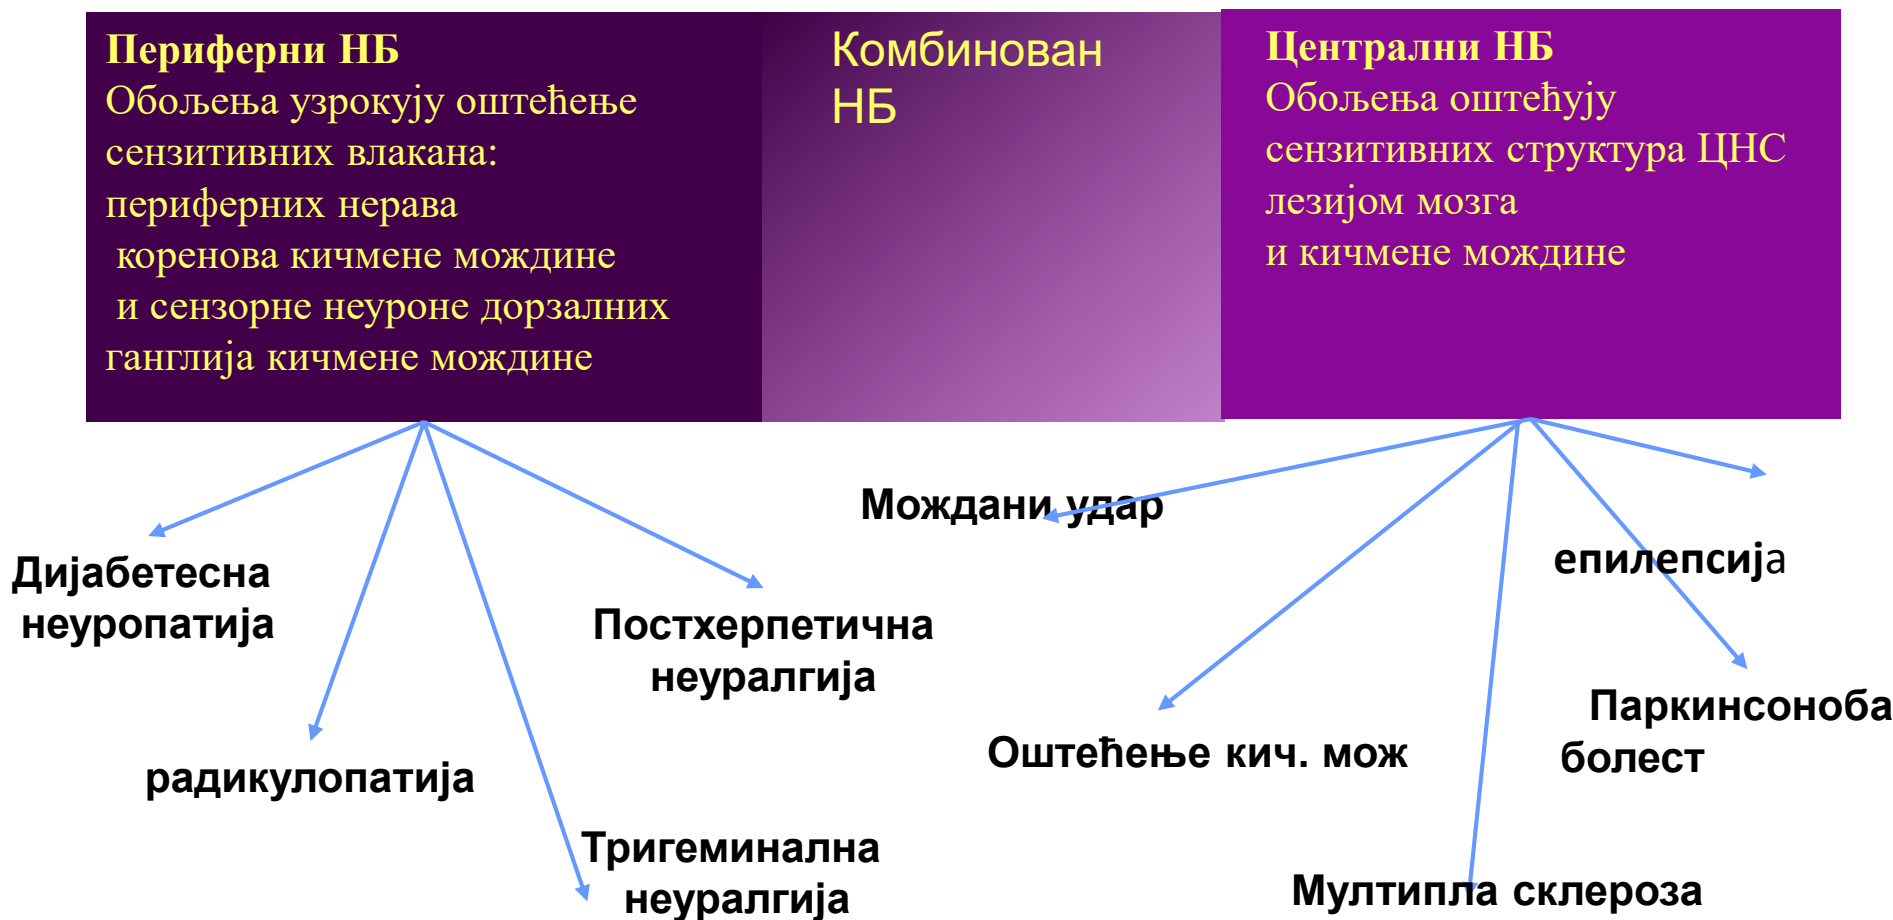 Периферни НБ
Обољења узрокују оштећење
сензитивних влакана:
периферних нерава
коренова кичмене мождине
и сензорне неуроне дорзалних
ганглија кичмене мождине
Комбинован
НБ
Централни НБ
Обољења оштећују
сензитивних структура ЦНС
лезијом мозга
и кичмене мождине
Дијабетесна
неуропатија
радикулопатија
Постхерпетична
неуралгија
Тригеминална
неуралгија
Мождани удар
Оштећење кич. мож
Мултипла склероза
епилепсија
Паркинсоноба
болест